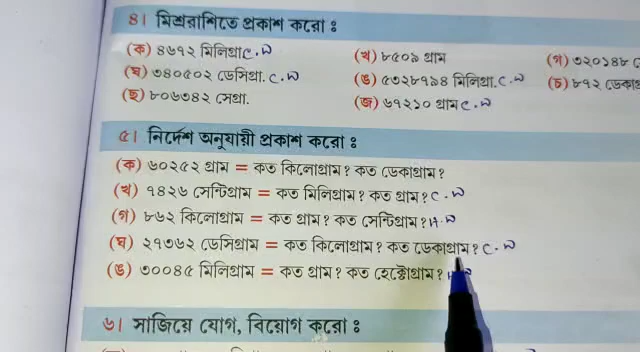 ৪। মিশ্ররাশিতে প্রকাশ করো ঃ
(ক) ৪৬৭২ মিলিগ্রা C.W (খ) ৮৫০৯ গ্রাম (গ) ৩২০১৪৮
(ঘ) ৩৪০৫০২ ডেসিগ্রা. C.W (ঙ) ৫৩২৮৭৯৪ মিলিগ্রা. C.W (চ) ৮৭২
(ছ) ৮০৬৩৪২ সেগ্রা. (জ) ৬৭২১০ গ্রাম C.W
৫। নির্দেশ অনুযায়ী প্রকাশ করো ঃ
(ক) ৬০২৫২ গ্রাম = কত কিলোগ্রাম? কত ডেকাগ্রাম?
(খ) ৭৪২৬ সেন্টিগ্রাম = কত মিলিগ্রাম? কত গ্রাম? C.W
(গ) ৮৬২ কিলোগ্রাম = কত গ্রাম? কত সেন্টিগ্রাম? H.W
(ঘ) ২৭৩৬২ ডেসিগ্রাম = কত কিলোগ্রাম? কত ডেকাগ্রাম? C.W
(ঙ) ৩০০৪৫ মিলিগ্রাম = কত গ্রাম? কত হেক্টোগ্রাম?
৬। মানচিত্রে যোগ, বিয়োগ করো ঃ